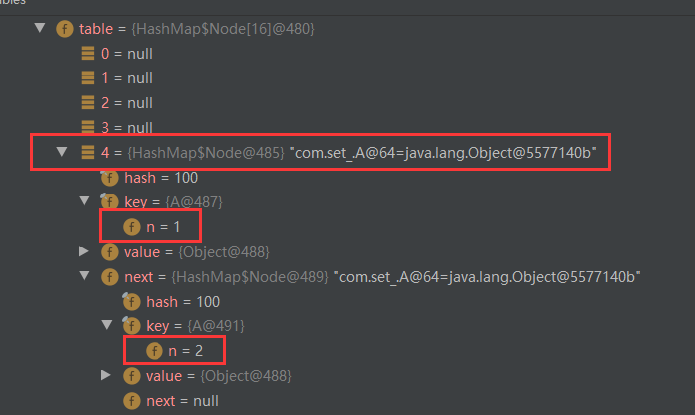 ables
table = {HashMap$Node[16]@480}
0 = null
1 = null
2 = null
3 = null
4 = {HashMap$Node@485} "com.set_.A@64=java.lang.Object@5577140b"
f hash = 100
f key = {A@487}
f n = 1
f value = {Object@488}
f next = {HashMap$Node@489} "com.set_.A@64=java.lang.Object@5577140b"
f hash = 100
f key = {A@491}
f n = 2
f value = {Object@488}
f next = null